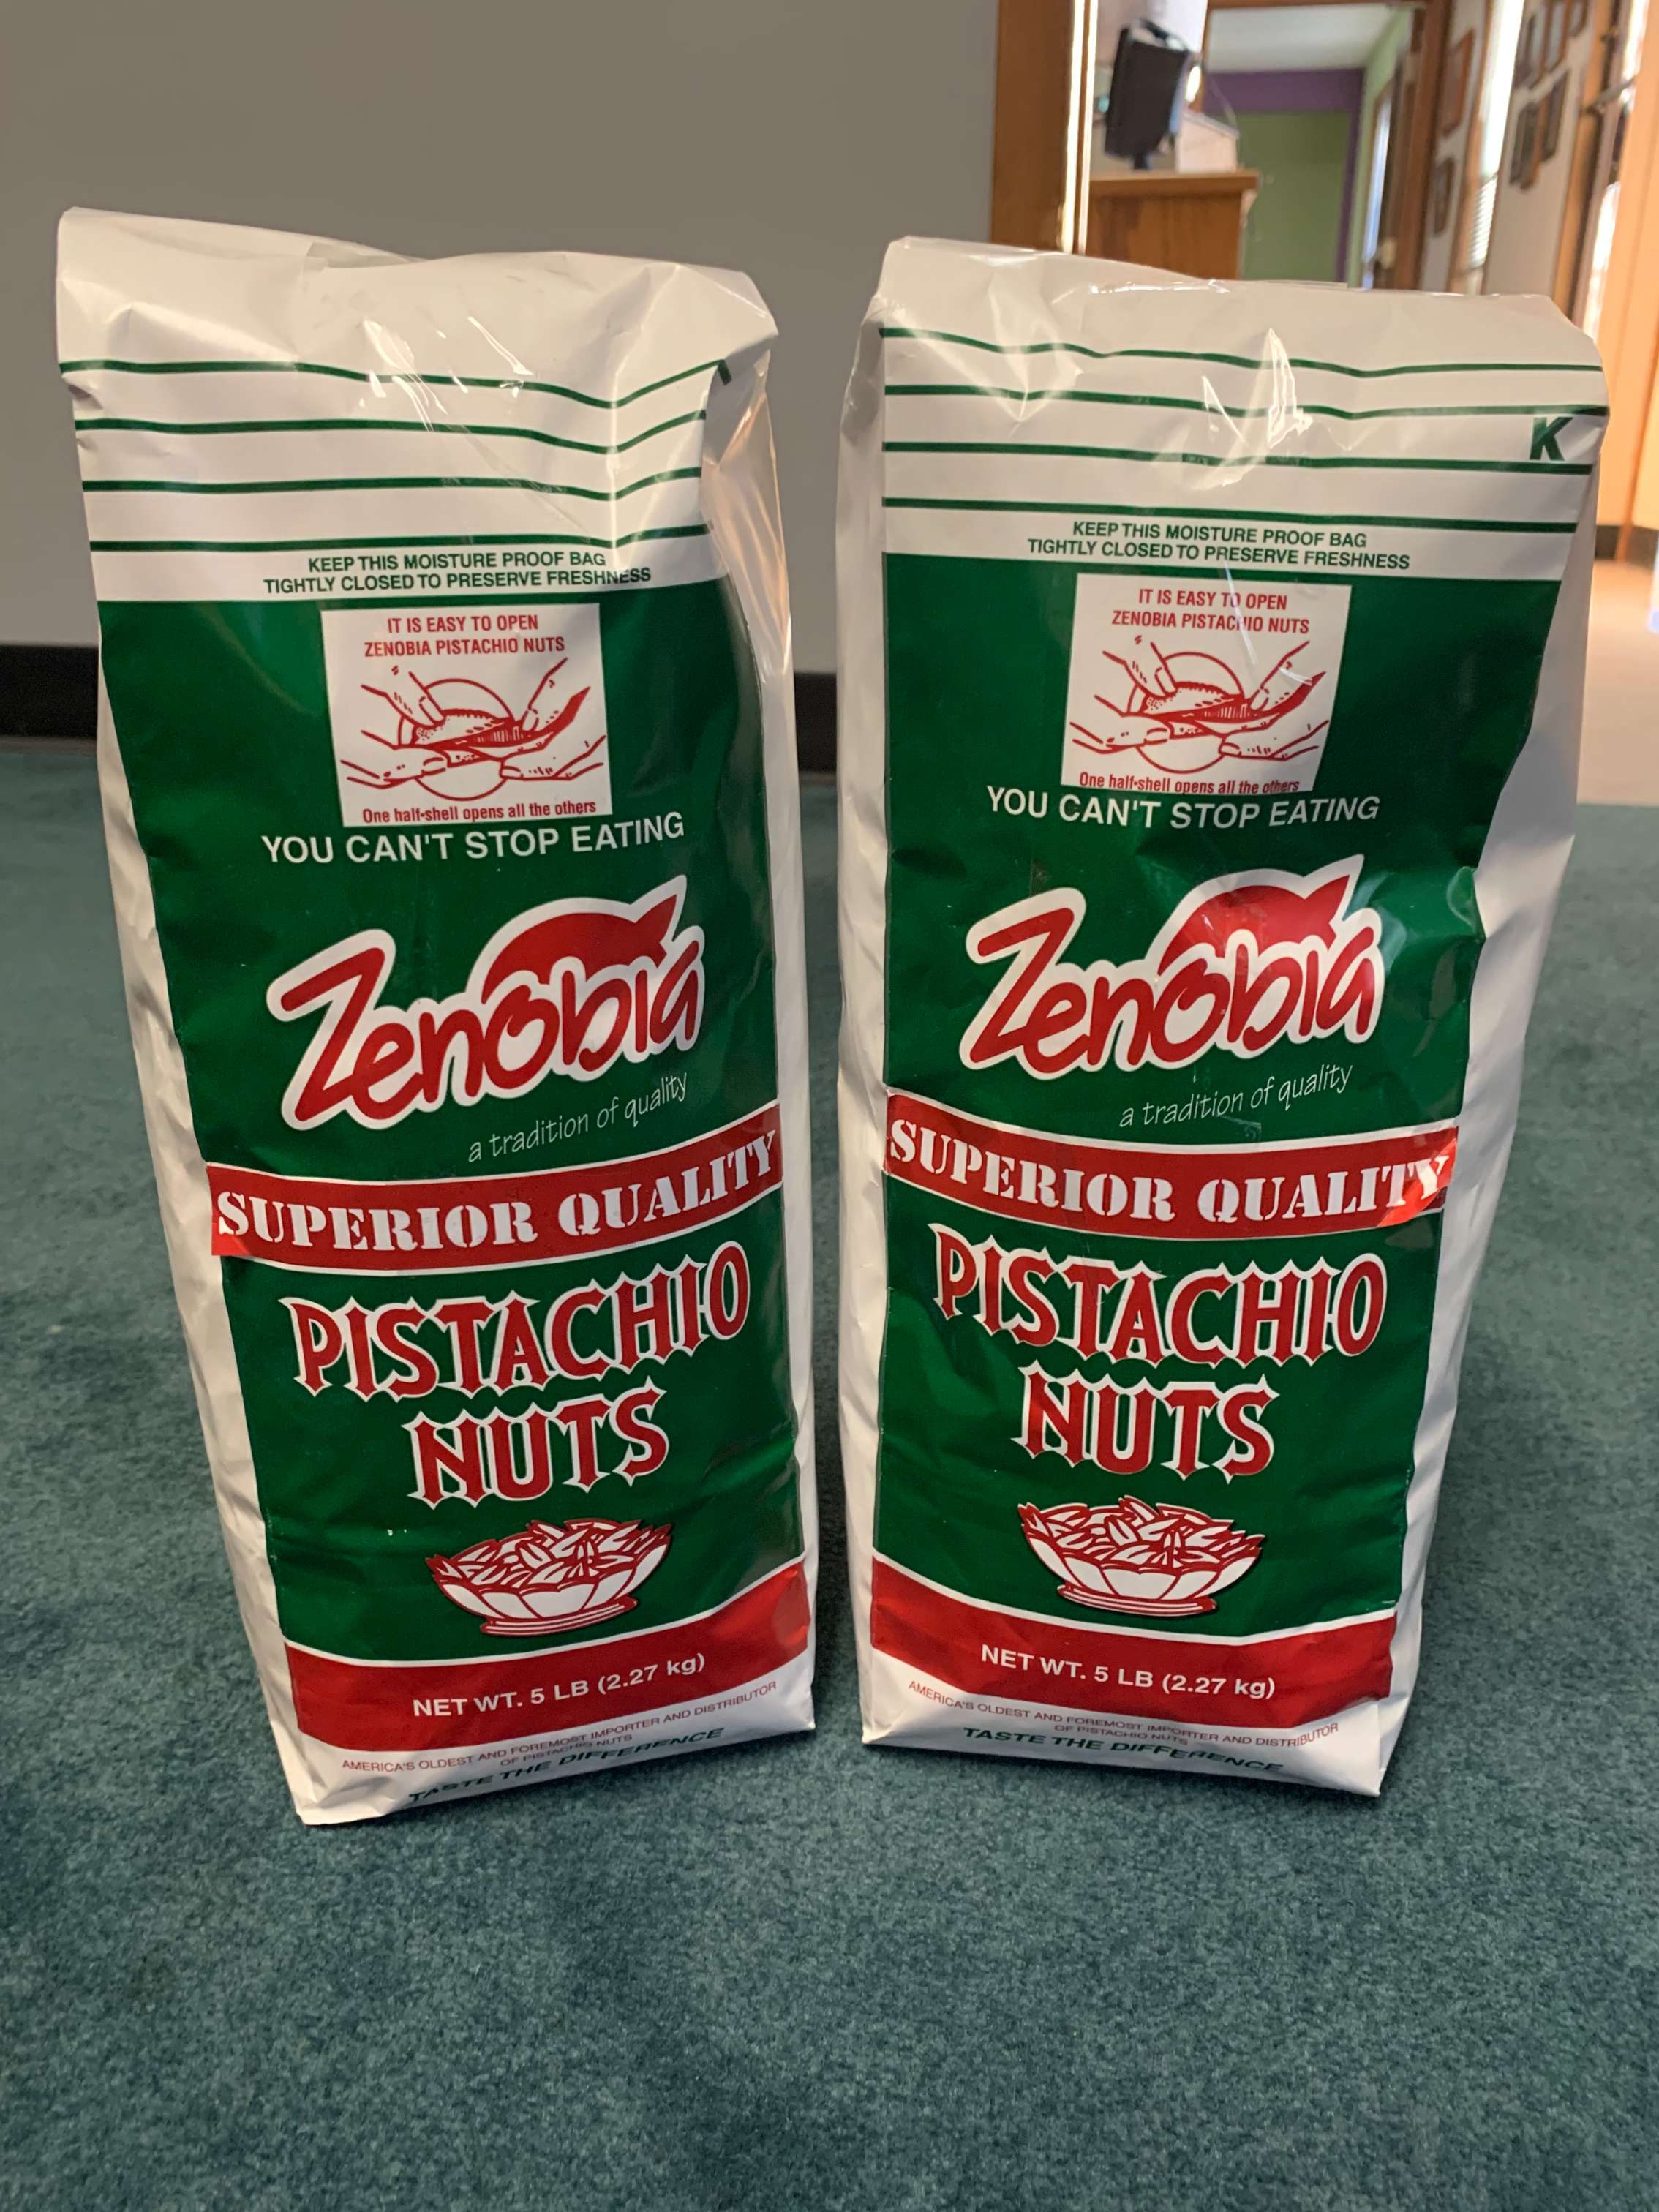 KEEP THIS MOISTURE PROOF BAG
TIGHTLY CLOSED TO PRESERVE FRESHNESS
IT IS EASY TO OPEN
ZENOBIA PISTACHIO NUTS
One half-shell opens all the others
YOU CAN'T STOP EATING
Zenobia
a tradition of quality
SUPERIOR QUALITY
PISTACHIO
NUTS
NET WT. 5 LB (2.27 kg)
AMERICA'S OLDEST AND FOREMOST IMPORTER AND DISTRIBUTOR
OF PISTACHIO NUTS
TASTE THE DIFFERENCE
K
KEEP THIS MOISTURE PROOF BAG
TIGHTLY CLOSED TO PRESERVE FRESHNESS
IT IS EASY TO OPEN
ZENOBIA PISTACHIO NUTS
One half-shell opens all the others
YOU CAN'T STOP EATING
Zenobia
a tradition of quality
SUPERIOR QUALITY
PISTACHIO
NUTS
NET WT. 5 LB (2.27 kg)
AMERICA'S OLDEST AND FOREMOST IMPORTER AND DISTRIBUTOR
OF PISTACHIO NUTS
TASTE THE DIFFERENCE